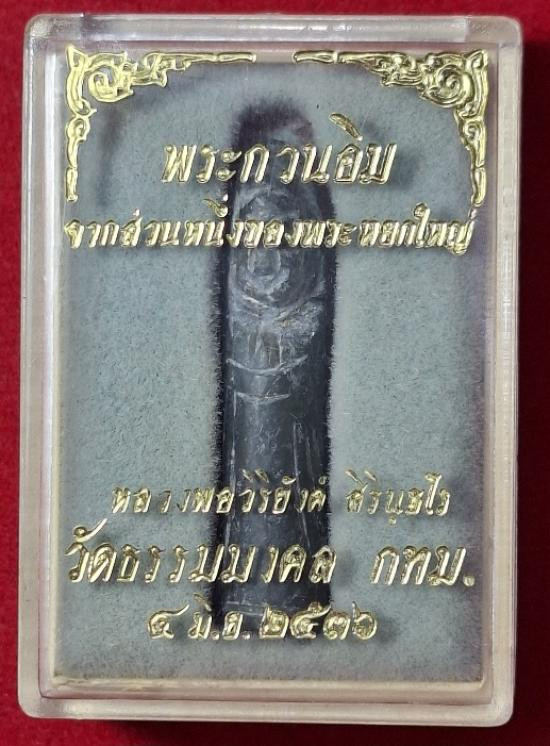 พระกวนอิม
จากส่วนหนึ่งของพระหยกใหญ่
หลวงพ่อวิริยังค์ สิรินฺธโร
วัดธรรมมงคล กทม.
๔ มิ.ย. ๒๕๓๖